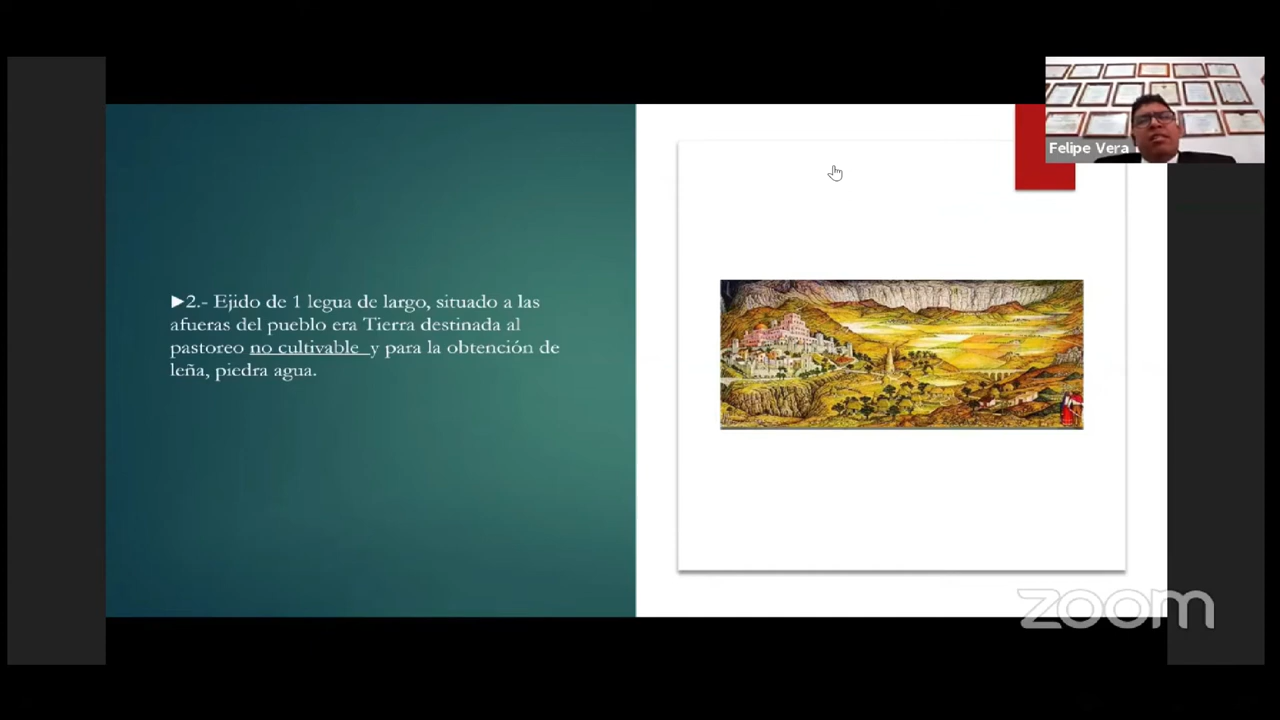 ►2.- Ejido de 1 legua de largo, situado a las
afueras del pueblo era Tierra destinada al
pastoreo no cultivable y para la obtención de
leña, piedra agua.
Felipe Vera
zoom